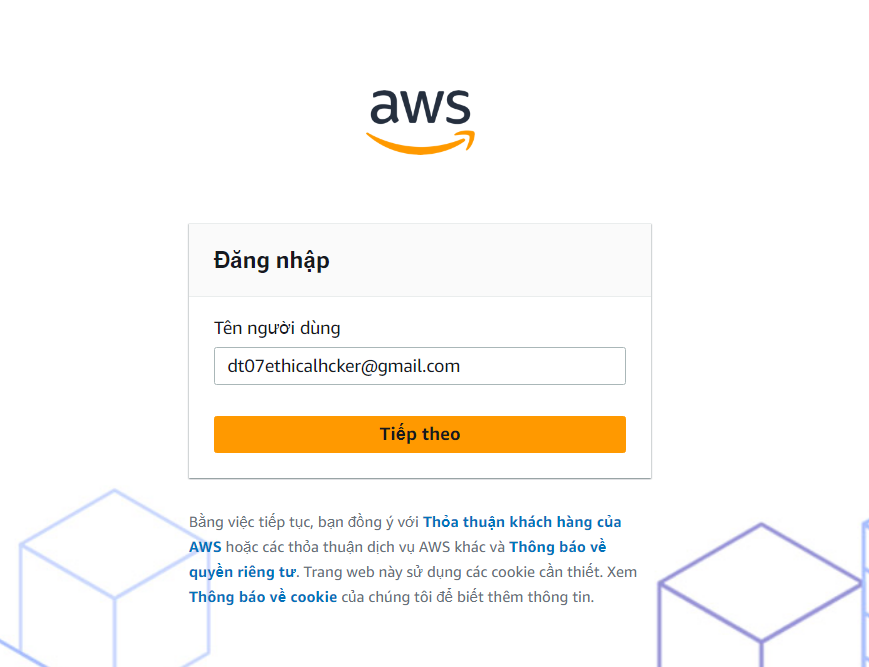 aws
Đăng nhập
Tên người dùng
dt07ethicalhcker@gmail.com
Tiếp theo
Bằng việc tiếp tục, bạn đồng ý với Thỏa thuận khách hàng của
AWS hoặc các thỏa thuận dịch vụ AWS khác và Thông báo về
quyền riêng tư. Trang web này sử dụng các cookie cần thiết. Xem
Thông báo về cookie của chúng tôi để biết thêm thông tin.